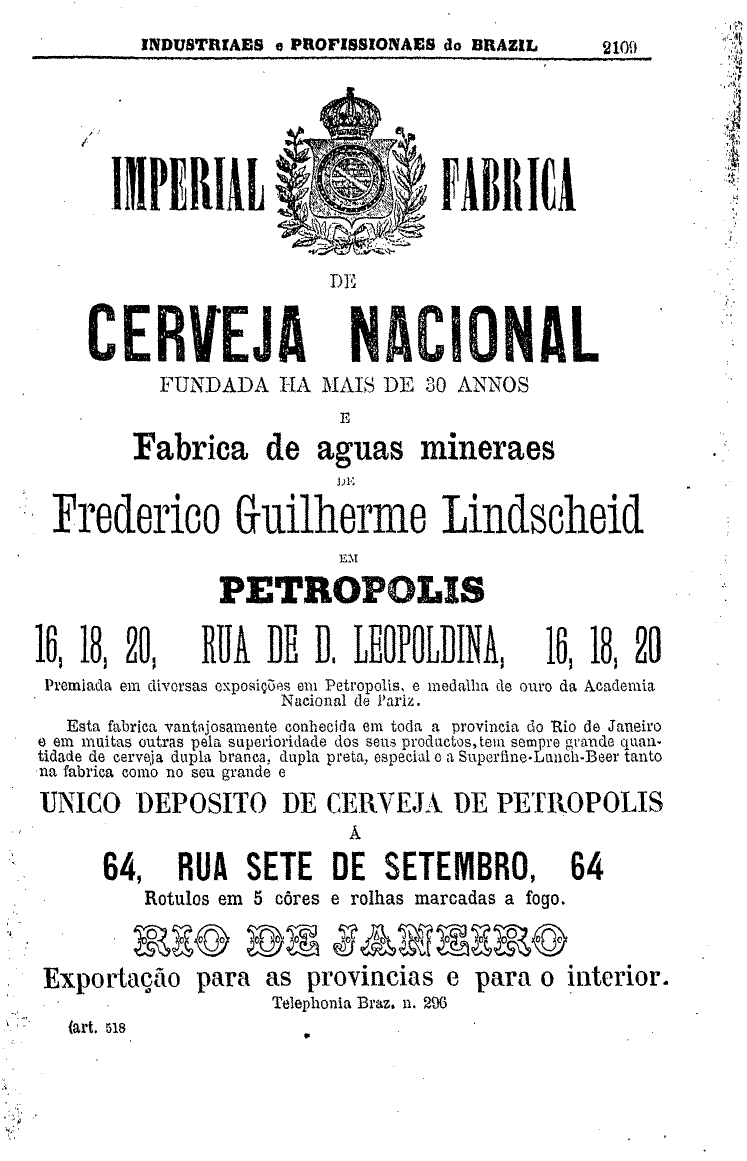 INDUSTRIAES e PROFISSIONAES do BRAZIL 2109
IMPERIAL FABRICA
DE
CERVEJA NACIONAL
FUNDADA HA MAIS DE 30 ANNOS
E
Fabrica de aguas mineraes
DE
Frederico Guilherme Lindscheid
EM
PETROPOLIS
16, 18, 20, RUA DE D. LEOPOLDINA, 16, 18, 20
Premiada em diversas exposições em Petropolis, e medalha de ouro da Academia
Nacional de Pariz.
Esta fabrica vantajosamente conhecida em toda a provincia do Rio de Janeiro
e em muitas outras pela superioridade dos seus productos, tem sempre grande quan-
tidade de cerveja dupla branca, dupla preta, especial e a Superfine-Lunch-Beer tanto
na fabrica como no seu grande e
UNICO DEPOSITO DE CERVEJA DE PETROPOLIS
Á
64, RUA SETE DE SETEMBRO, 64
Rotulos em 5 côres e rolhas marcadas a fogo.
RIO DE JANEIRO
Exportação para as provincias e para o interior.
Telephonia Braz. n. 296
(art. 518